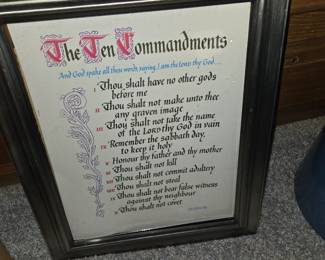 The Ten Commandments
And God spake all these words, saying, I am the LORD thy God...
I Thou shalt have no other gods
before me
II Thou shalt not make unto thee
any graven image
III Thou shalt not take the name
of the LORD thy God in vain
IV Remember the sabbath day,
to keep it holy
V Honour thy father and thy mother
VI Thou shalt not kill
VII Thou shalt not commit adultery
VIII Thou shalt not steal
IX Thou shalt not bear false witness
against thy neighbour
X Thou shalt not covet